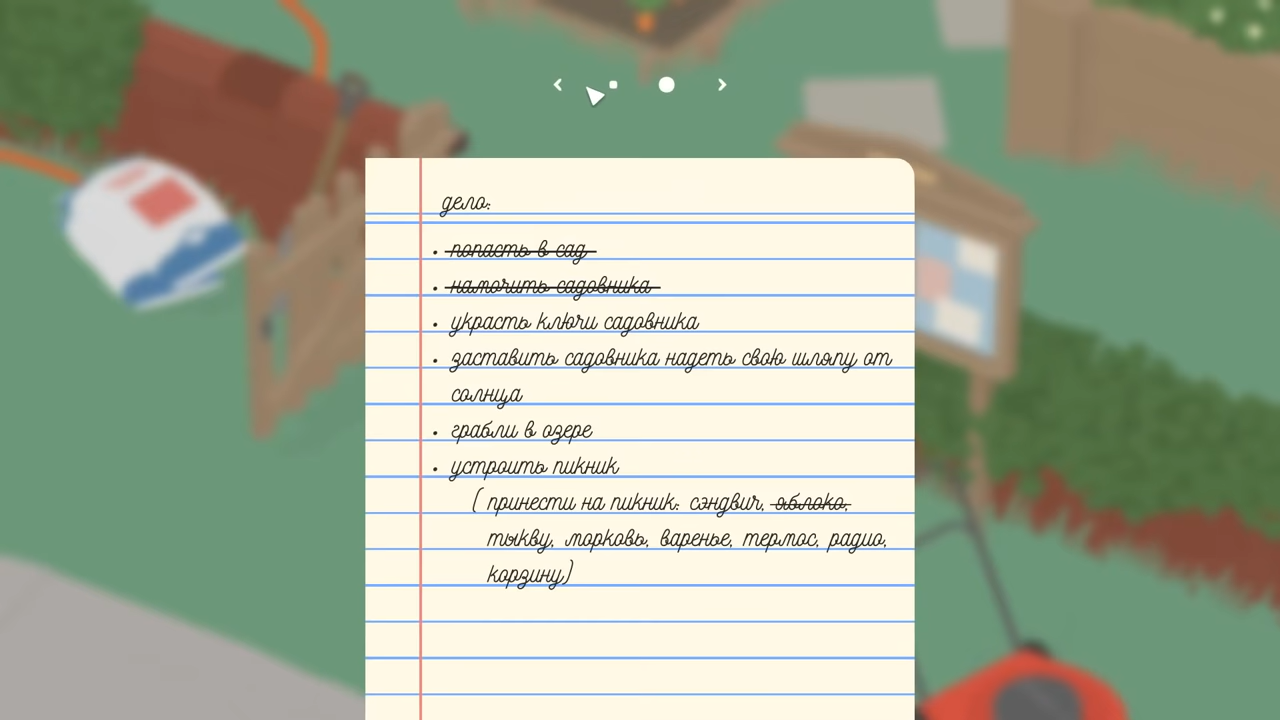 дело:
• попасть в сад
• намочить садовника
• украсть ключи садовника
• заставить садовника надеть свою шляпу от
солнца
• грабли в озере
• устроить пикник
( принести на пикник: сэндвич, яблоко,
тыкву, морковь, варенье, термос, радио,
корзину)